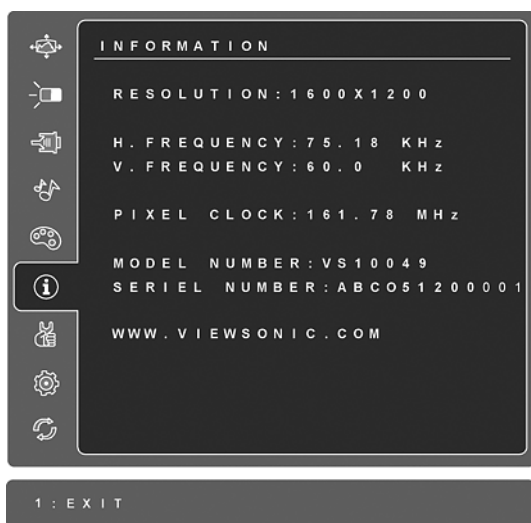 INFORMATION
RESOLUTION:1600X1200
H.FREQUENCY:75.18 KHz
V.FREQUENCY:60.0 KHz
PIXEL CLOCK:161.78 MHz
MODEL NUMBER:VS10049
SERIEL NUMBER:ABCO51200001
WWW.VIEWSONIC.COM
1:EXIT